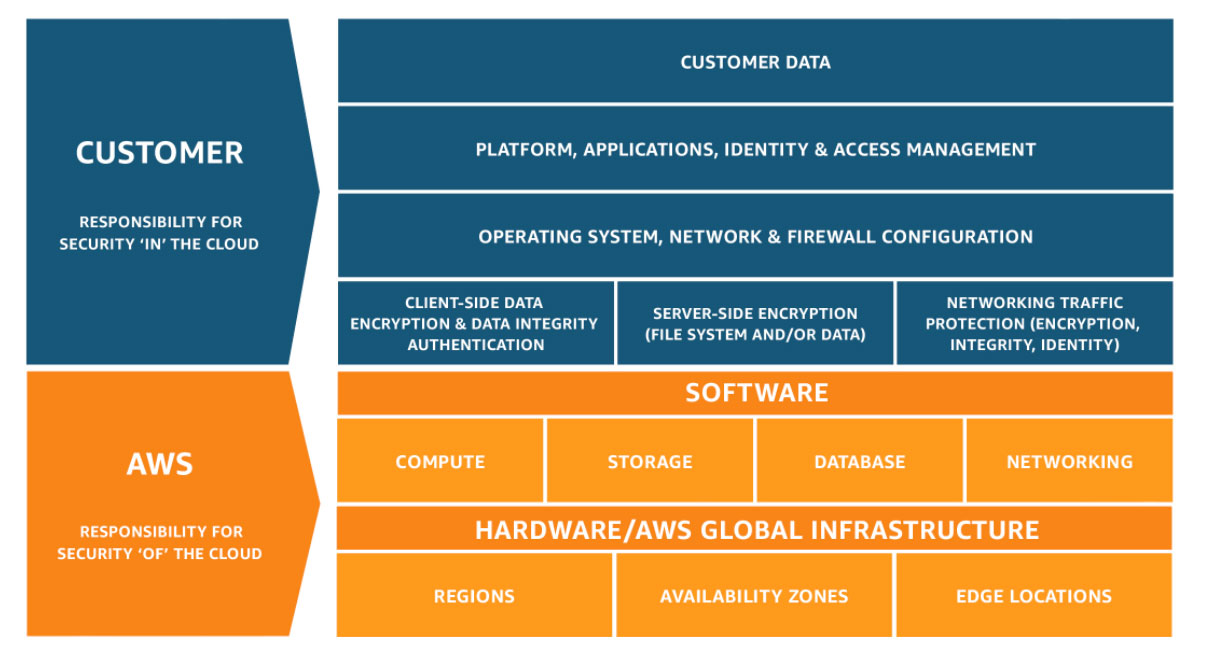 CUSTOMER
RESPONSIBILITY FOR
SECURITY ‘IN’ THE CLOUD
CUSTOMER DATA
PLATFORM, APPLICATIONS, IDENTITY & ACCESS MANAGEMENT
OPERATING SYSTEM, NETWORK & FIREWALL CONFIGURATION
CLIENT-SIDE DATA
ENCRYPTION & DATA INTEGRITY
AUTHENTICATION
SERVER-SIDE ENCRYPTION
(FILE SYSTEM AND/OR DATA)
NETWORKING TRAFFIC
PROTECTION (ENCRYPTION,
INTEGRITY, IDENTITY)
AWS
RESPONSIBILITY FOR
SECURITY ‘OF’ THE CLOUD
SOFTWARE
COMPUTE
STORAGE
DATABASE
NETWORKING
HARDWARE/AWS GLOBAL INFRASTRUCTURE
REGIONS
AVAILABILITY ZONES
EDGE LOCATIONS